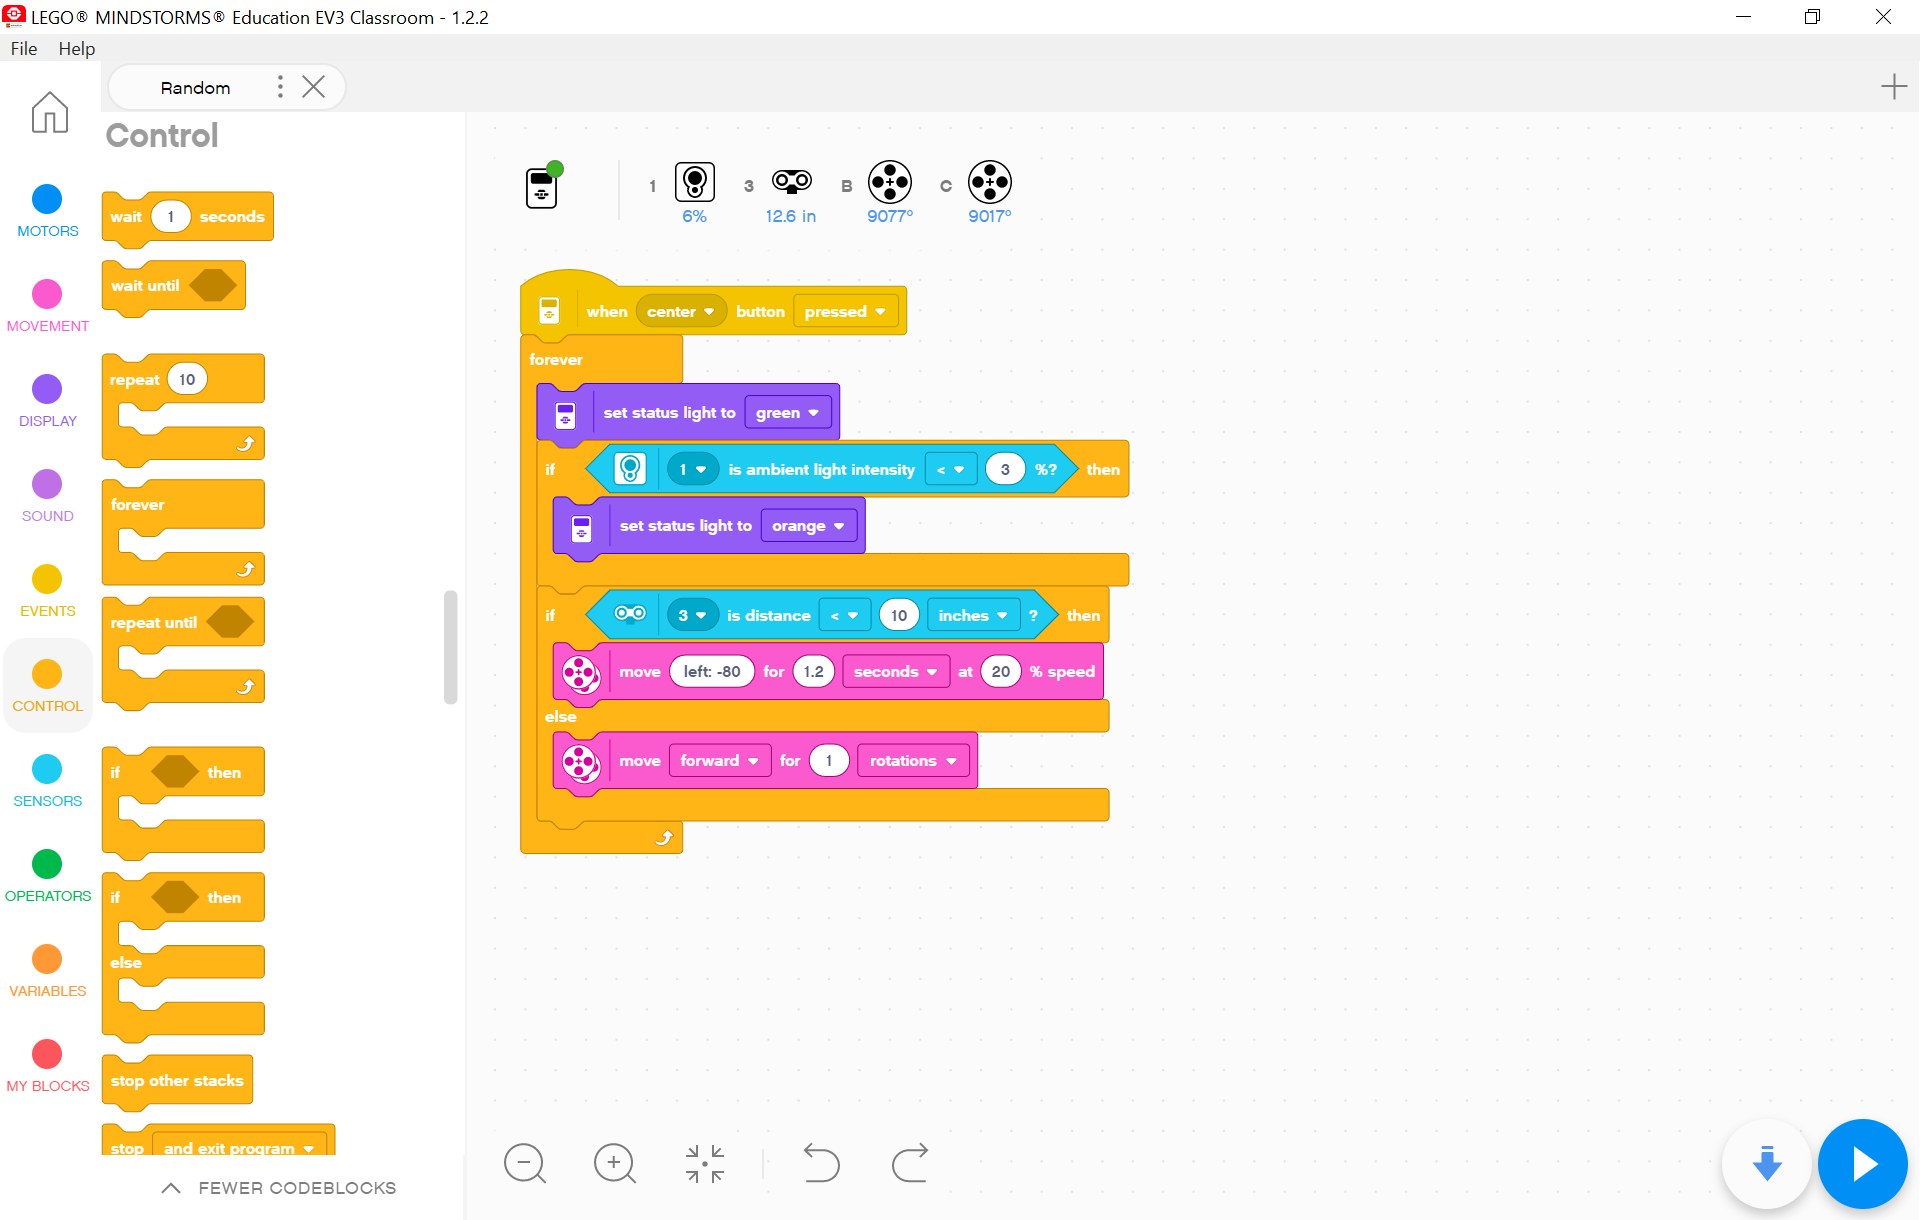 LEGO® MINDSTORMS® Education EV3 Classroom - 1.2.2
File Help
Random
Control
MOTORS
MOVEMENT
DISPLAY
SOUND
EVENTS
CONTROL
SENSORS
OPERATORS
VARIABLES
MY BLOCKS
wait 1 seconds
wait until
repeat 10
forever
repeat until
if then
if then
else
stop other stacks
stop and exit program
FEWER CODEBLOCKS
1 3 B C
6% 12.6 in 9077° 9017°
when center button pressed
forever
set status light to green
if 1 is ambient light intensity < 3 %? then
set status light to orange
if 3 is distance < 10 inches ? then
move left: -80 for 1.2 seconds at 20 % speed
else
move forward for 1 rotations